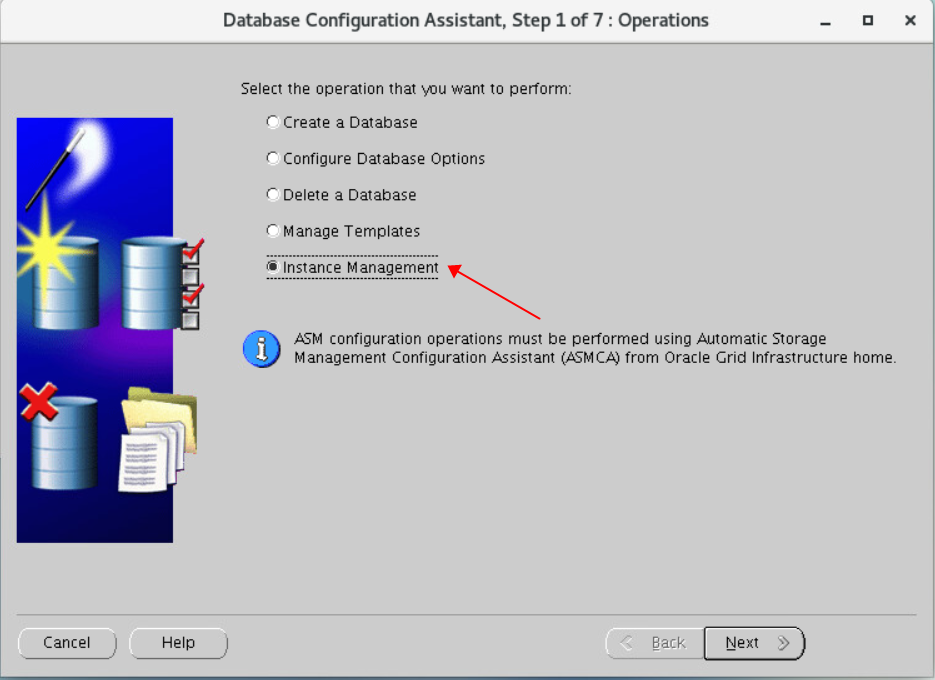 Database Configuration Assistant, Step 1 of 7 : Operations
Select the operation that you want to perform:
Create a Database
Configure Database Options
Delete a Database
Manage Templates
Instance Management
ASM configuration operations must be performed using Automatic Storage
Management Configuration Assistant (ASMCA) from Oracle Grid Infrastructure home.
Cancel
Help
Back
Next